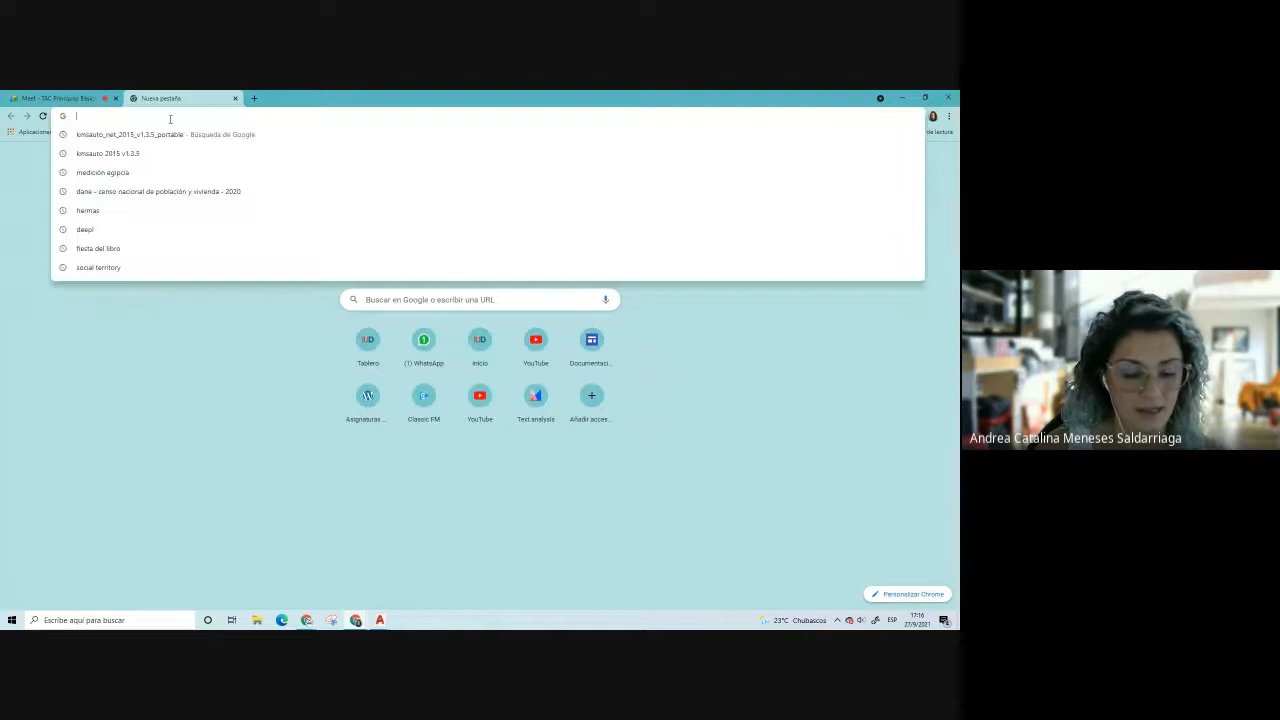 Meet - TAC Principios Básic
Nueva pestaña
Aplicacione
de lectura
kmsauto_net_2015_v1.3.5_portable - Búsqueda de Google
kmsauto 2015 v1.3.5
medición egipcia
dane - censo nacional de población y vivienda - 2020
hermas
deepl
fiesta del libro
social territory
Buscar en Google o escribir una URL
Tablero
(1) WhatsApp
Inicio
YouTube
Documentaci...
Asignaturas ...
Classic FM
YouTube
Text analysis
Añadir acces...
Andrea Catalina Meneses Saldarriaga
Personalizar Chrome
Escribe aquí para buscar
23°C Chubascos
ESP
17:16
27/9/2021